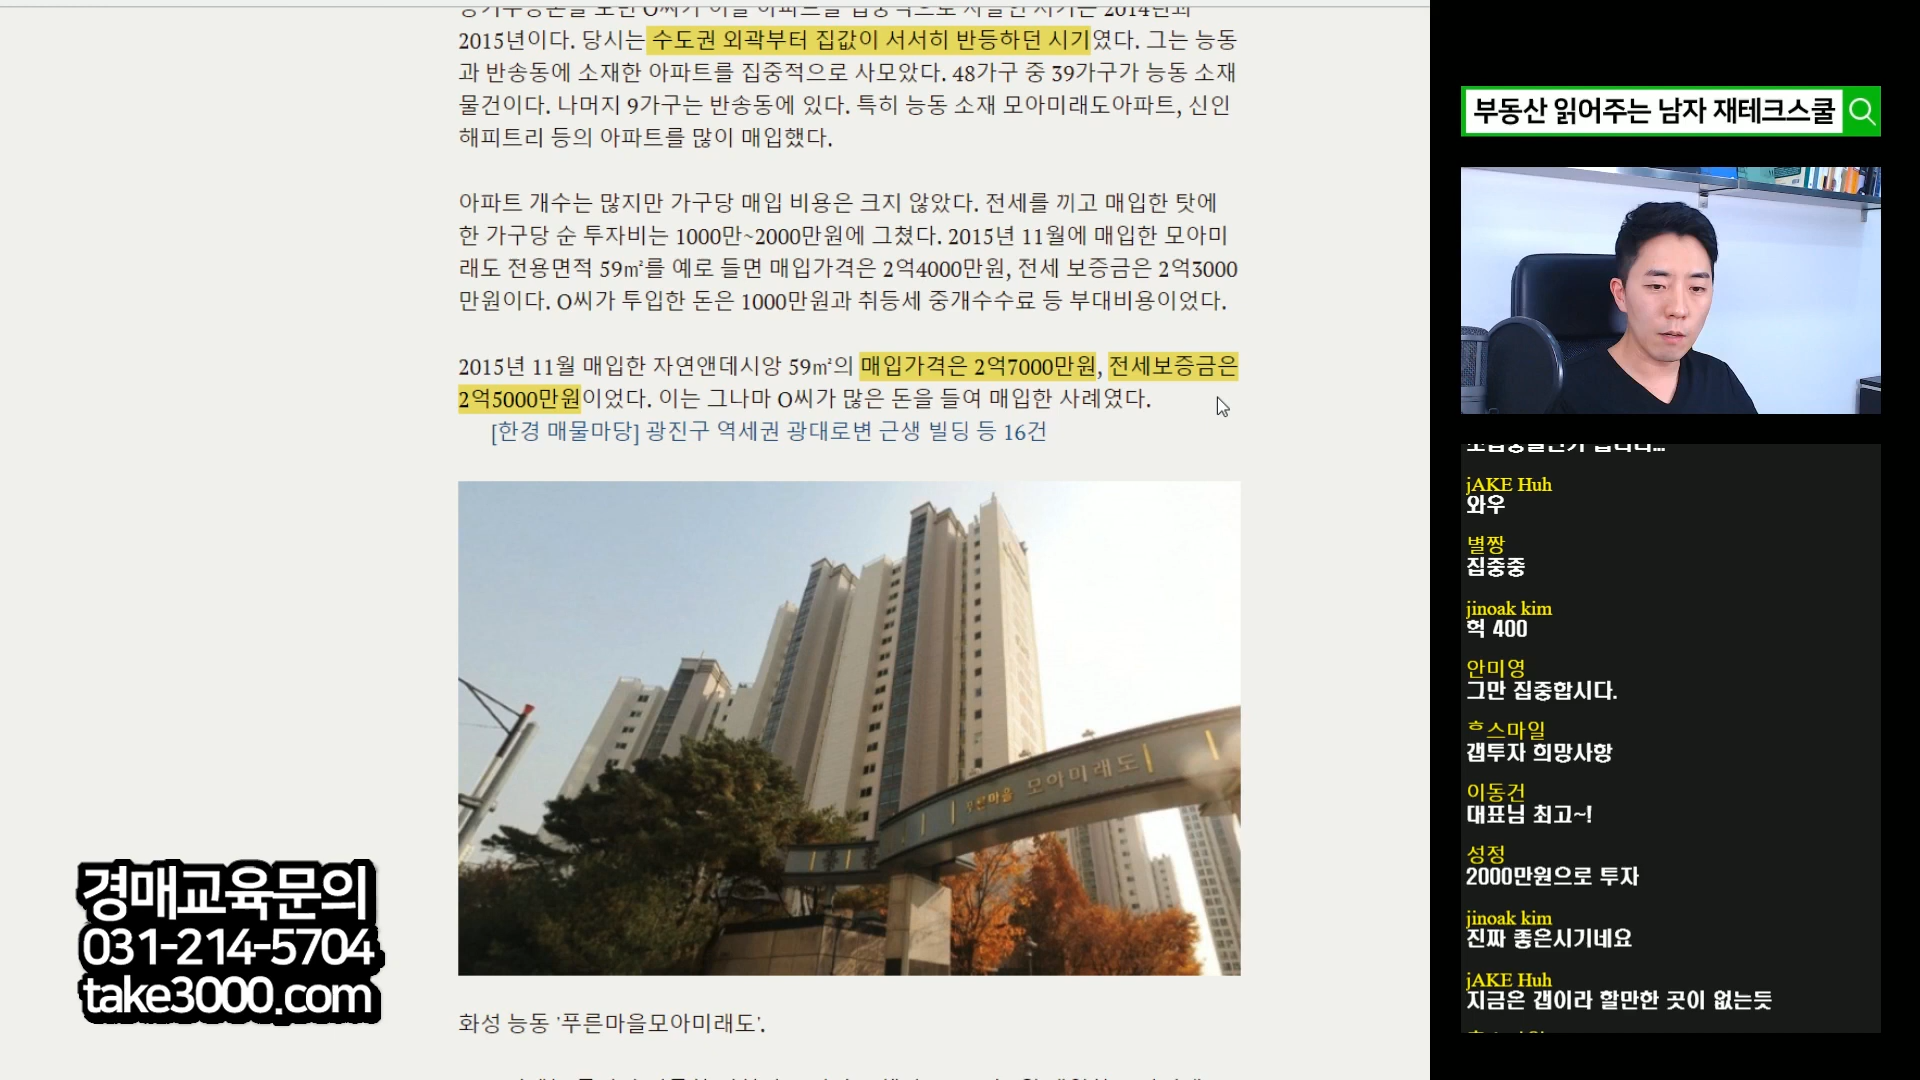 2015년이다. 당시는 수도권 외곽부터 집값이 서서히 반등하던 시기였다. 그는 능동
과 반송동에 소재한 아파트를 집중적으로 사모았다. 48가구 중 39가구가 능동 소재
물건이다. 나머지 9가구는 반송동에 있다. 특히 능동 소재 모아미래도아파트, 신인
해피트리 등의 아파트를 많이 매입했다.
아파트 개수는 많지만 가구당 매입 비용은 크지 않았다. 전세를 끼고 매입한 탓에
한 가구당 순 투자비는 1000만~2000만원에 그쳤다. 2015년 11월에 매입한 모아미
래도 전용면적 59㎡를 예로 들면 매입가격은 2억4000만원, 전세 보증금은 2억3000
만원이다. O씨가 투입한 돈은 1000만원과 취등세 중개수수료 등 부대비용이었다.
2015년 11월 매입한 자연앤데시앙 59㎡의 매입가격은 2억7000만원, 전세보증금은
2억5000만원이었다. 이는 그나마 O씨가 많은 돈을 들여 매입한 사례였다.
[한경 매물마당] 광진구 역세권 광대로변 근생 빌딩 등 16건
푸른마을 모아미래도
화성 능동 '푸른마을모아미래도'.
경매교육문의
031-214-5704
take3000.com
부동산 읽어주는 남자 재테크스쿨
jAKE Huh
와우
별짱
집중중
jinoak kim
헉 400
안미영
그만 집중합시다.
ᄒ스마일
갭투자 희망사항
이동건
대표님 최고~!
성정
2000만원으로 투자
jinoak kim
진짜 좋은시기네요
jAKE Huh
지금은 갭이라 할만한 곳이 없는듯